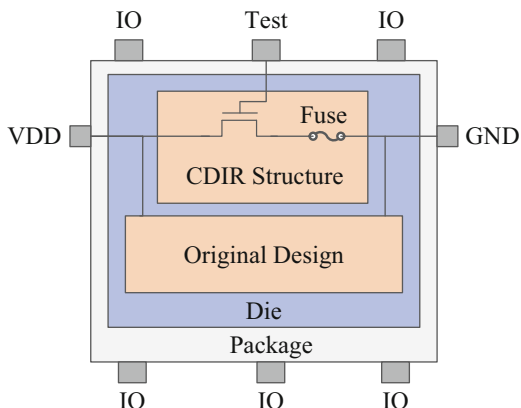 IO Test IO
Fuse
VDD GND
CDIR Structure
Original Design
Die
Package
IO IO IO